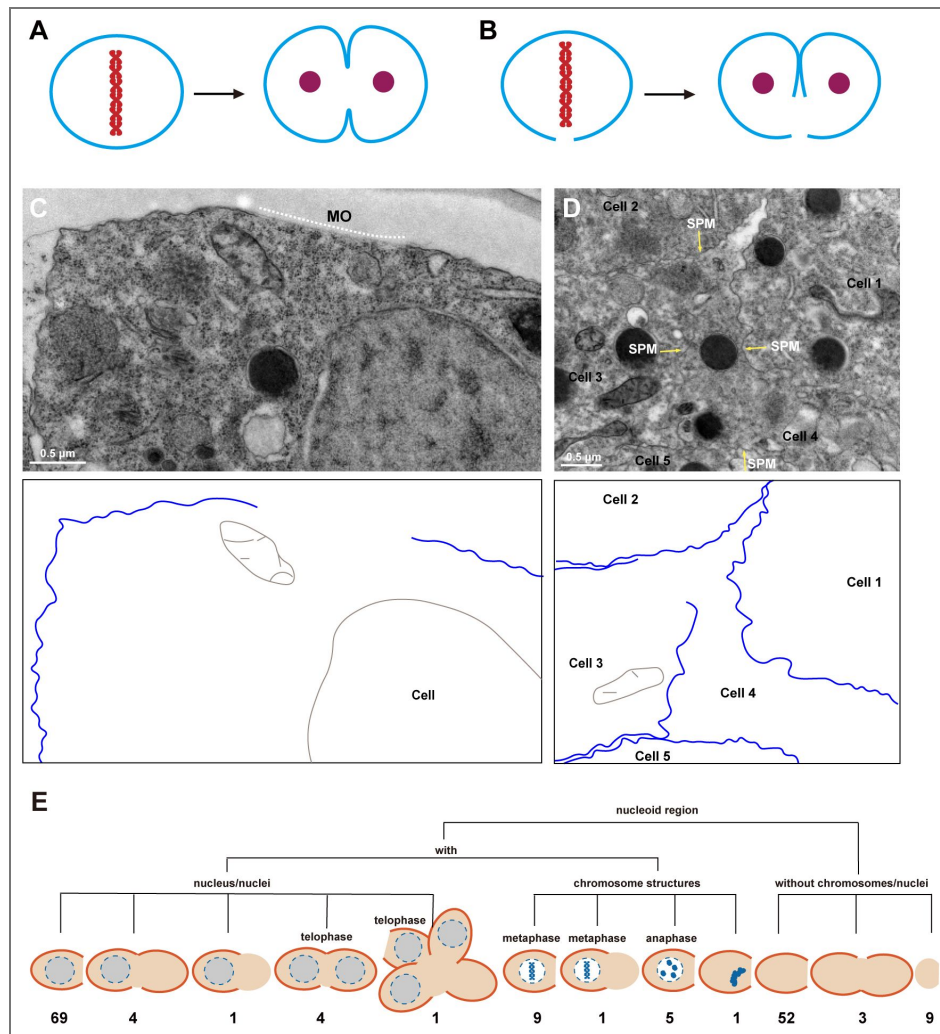 A
B
C
MO
0.5 µm
D
Cell 2
SPM
Cell 1
SPM
SPM
Cell 3
Cell 4
Cell 5
SPM
0.5 µm
Cell
Cell 2
Cell 1
Cell 3
Cell 4
Cell 5
E
nucleoid region
with
nucleus/nuclei
chromosome structures
without chromosomes/nuclei
telophase
telophase
metaphase
metaphase
anaphase
69 4 1 4 1 9 1 5 1 52 3 9